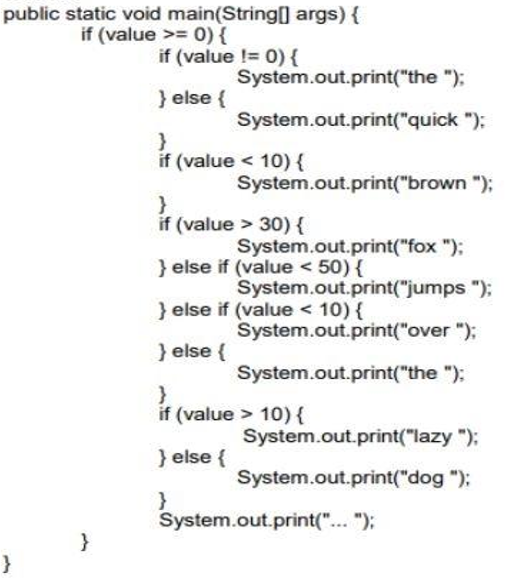 public static void main(String[] args) {
if (value >= 0) {
if (value != 0) {
System.out.print("the ");
} else {
System.out.print("quick ");
}
if (value < 10) {
System.out.print("brown ");
}
if (value > 30) {
System.out.print("fox ");
} else if (value < 50) {
System.out.print("jumps ");
} else if (value < 10) {
System.out.print("over ");
} else {
System.out.print("the ");
}
if (value > 10) {
System.out.print("lazy ");
} else {
System.out.print("dog ");
}
System.out.print("... ");
}
}